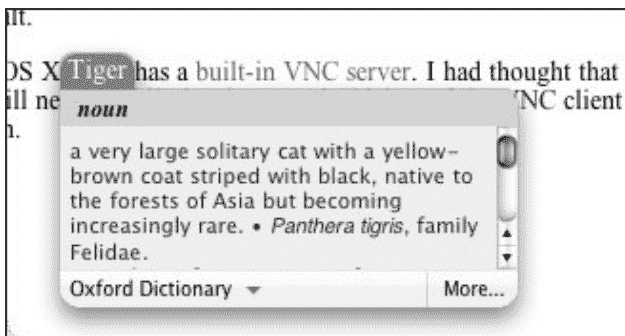 ult.
OS X Tiger has a built-in VNC server. I had thought that
ill ne VNC client
n.
noun
a very large solitary cat with a yellow-
brown coat striped with black, native to
the forests of Asia but becoming
increasingly rare. • Panthera tigris, family
Felidae.
Oxford Dictionary
More...